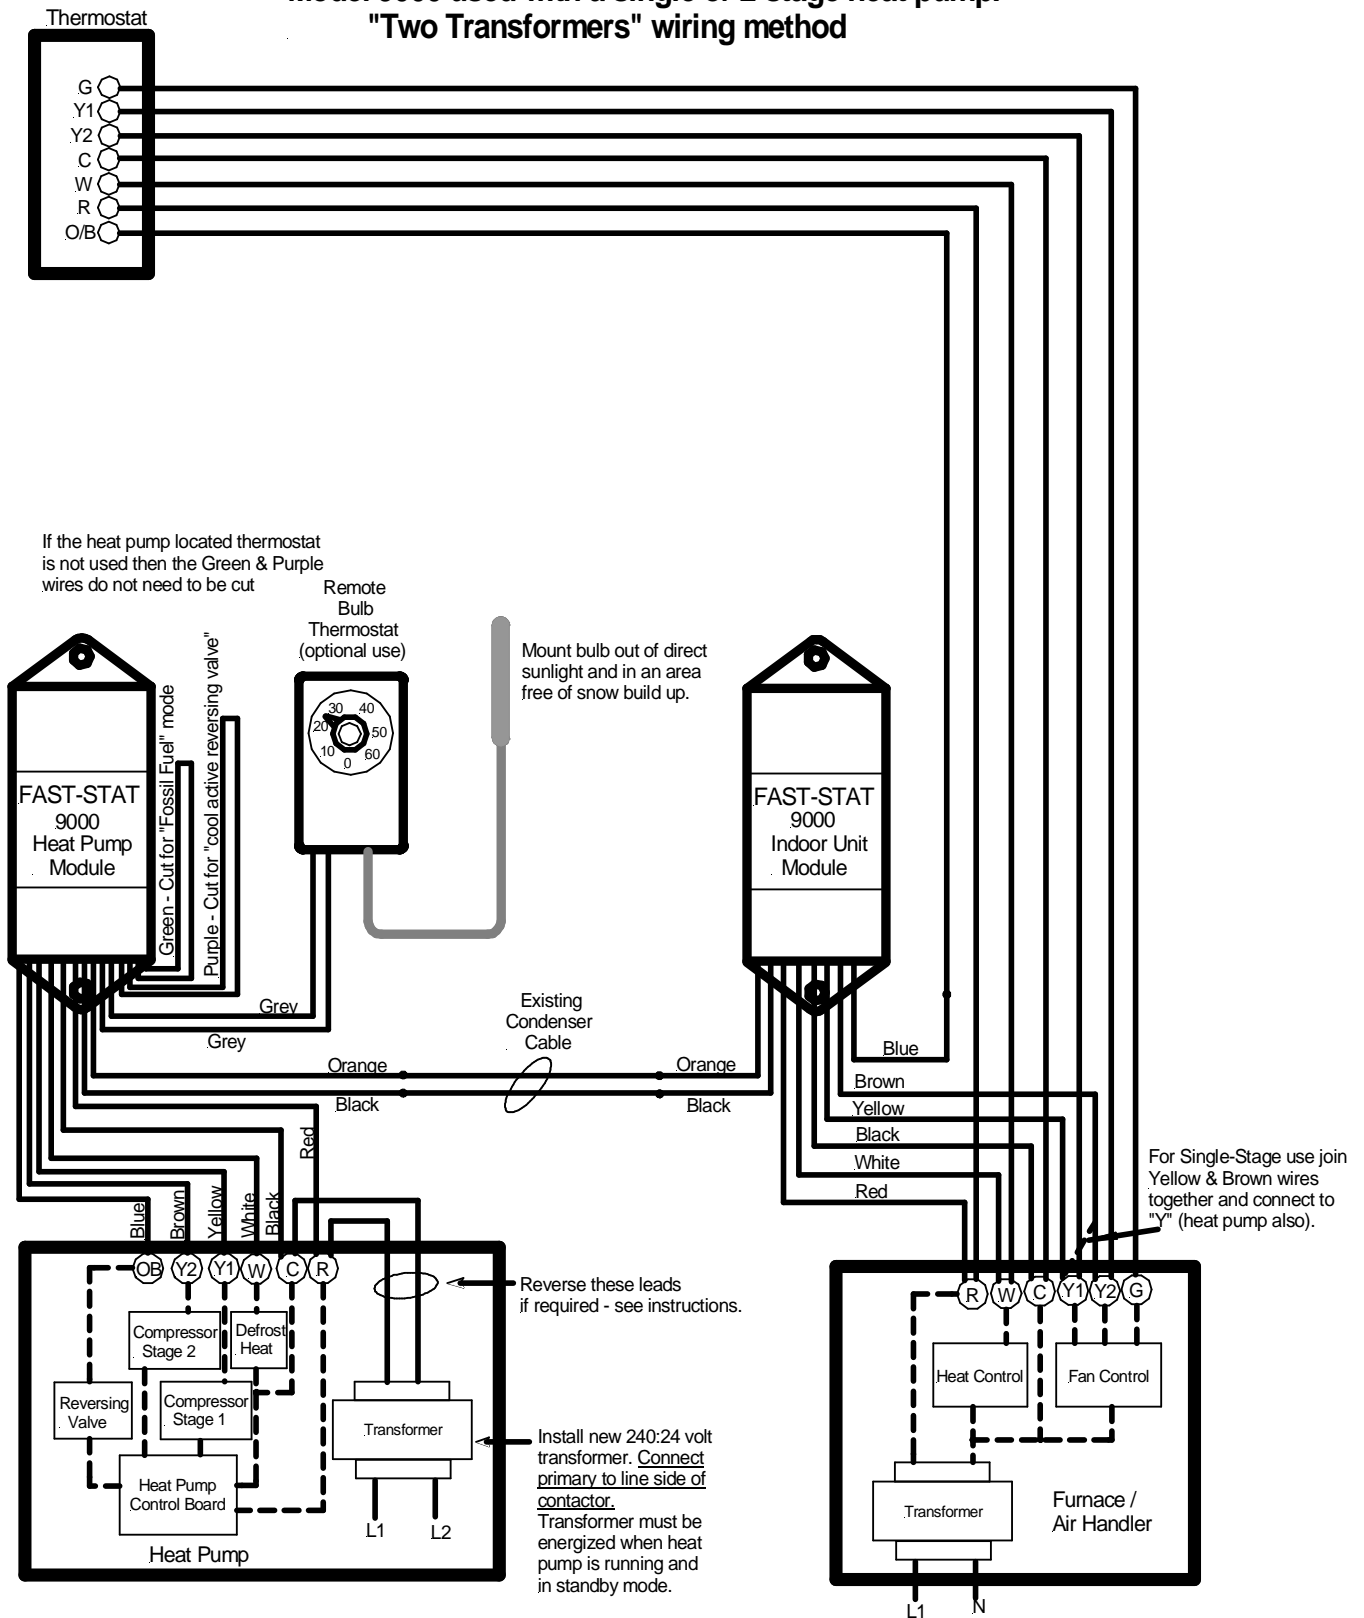 "Two Transformers" wiring method
Thermostat
G
Y1
Y2
C
W
R
O/B
If the heat pump located thermostat
is not used then the Green & Purple
wires do not need to be cut
Remote
Bulb
Thermostat
(optional use)
Mount bulb out of direct
sunlight and in an area
free of snow build up.
30
40
20
50
10
60
0
FAST-STAT
9000
Heat Pump
Module
Green - Cut for "Fossil Fuel" mode
Purple - Cut for "cool active reversing valve"
FAST-STAT
9000
Indoor Unit
Module
Grey
Grey
Existing
Condenser
Cable
Orange
Black
Orange
Black
Blue
Brown
Yellow
Black
White
Red
For Single-Stage use join
Yellow & Brown wires
together and connect to
"Y" (heat pump also).
Blue
Brown
Yellow
White
Black
Red
OB
Y2
Y1
W
C
R
Reverse these leads
if required - see instructions.
Compressor
Stage 2
Defrost
Heat
Reversing
Valve
Compressor
Stage 1
Transformer
Heat Pump
Control Board
L1
L2
Heat Pump
Install new 240:24 volt
transformer. Connect
primary to line side of
contactor.
Transformer must be
energized when heat
pump is running and
in standby mode.
R
W
C
Y1
Y2
G
Heat Control
Fan Control
Transformer
Furnace /
Air Handler
L1
N